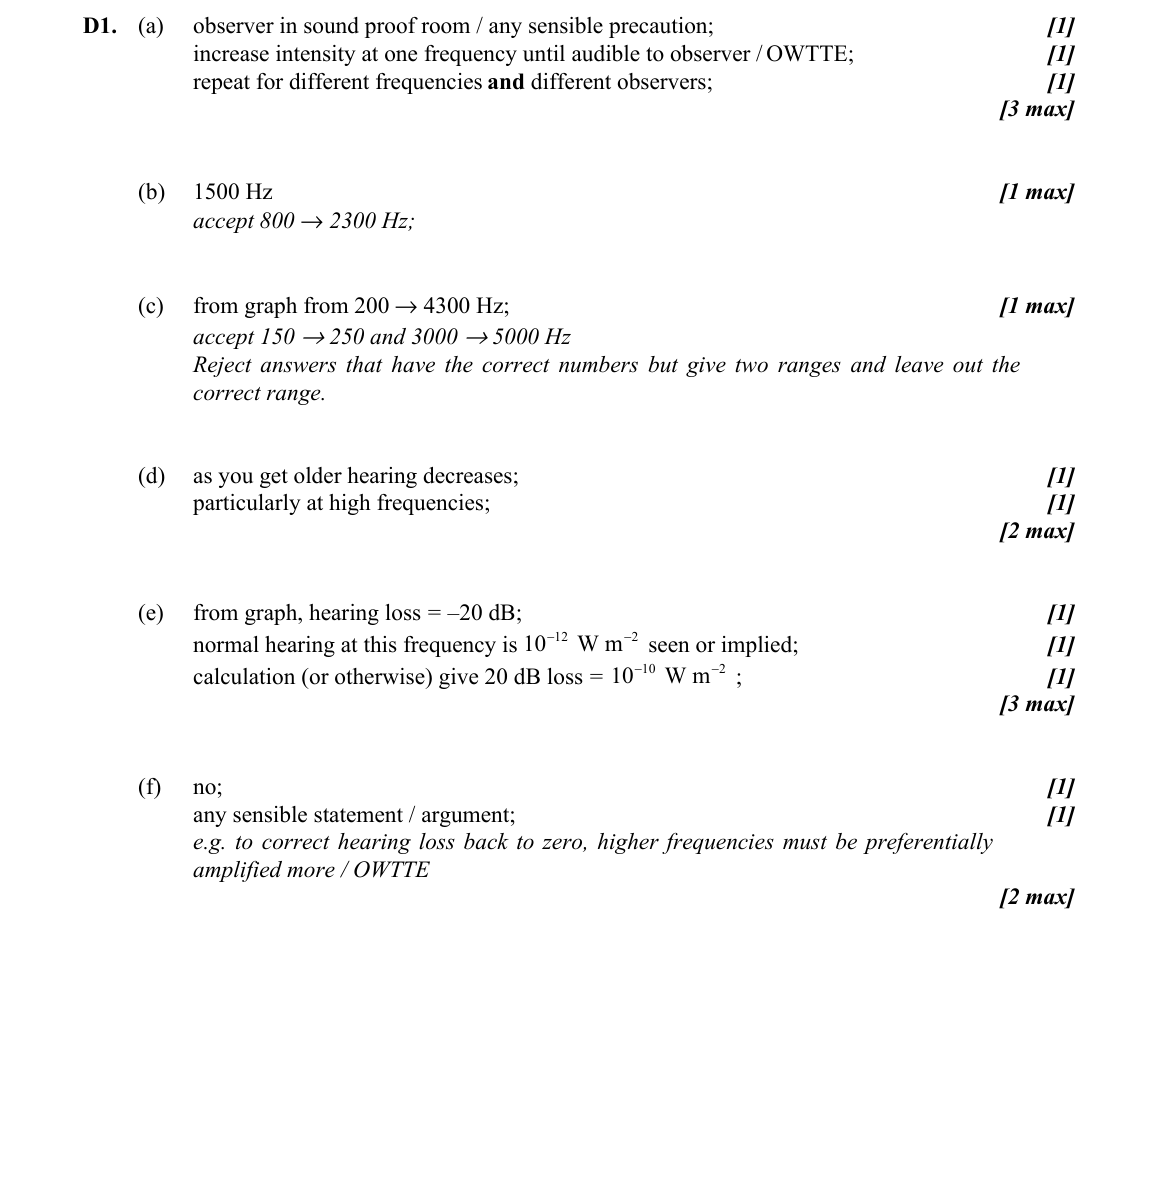 D1. (a) observer in sound proof room / any sensible precaution; [1]
increase intensity at one frequency until audible to observer / OWTTE; [1]
repeat for different frequencies and different observers; [1]
[3 max]
(b) 1500 Hz [1 max]
accept 800 → 2300 Hz;
(c) from graph from 200 → 4300 Hz; [1 max]
accept 150 → 250 and 3000 → 5000 Hz
Reject answers that have the correct numbers but give two ranges and leave out the
correct range.
(d) as you get older hearing decreases; [1]
particularly at high frequencies; [1]
[2 max]
(e) from graph, hearing loss = –20 dB; [1]
normal hearing at this frequency is 10⁻¹² W m⁻² seen or implied; [1]
calculation (or otherwise) give 20 dB loss = 10⁻¹⁰ W m⁻² ; [1]
[3 max]
(f) no; [1]
any sensible statement / argument; [1]
e.g. to correct hearing loss back to zero, higher frequencies must be preferentially
amplified more / OWTTE
[2 max]